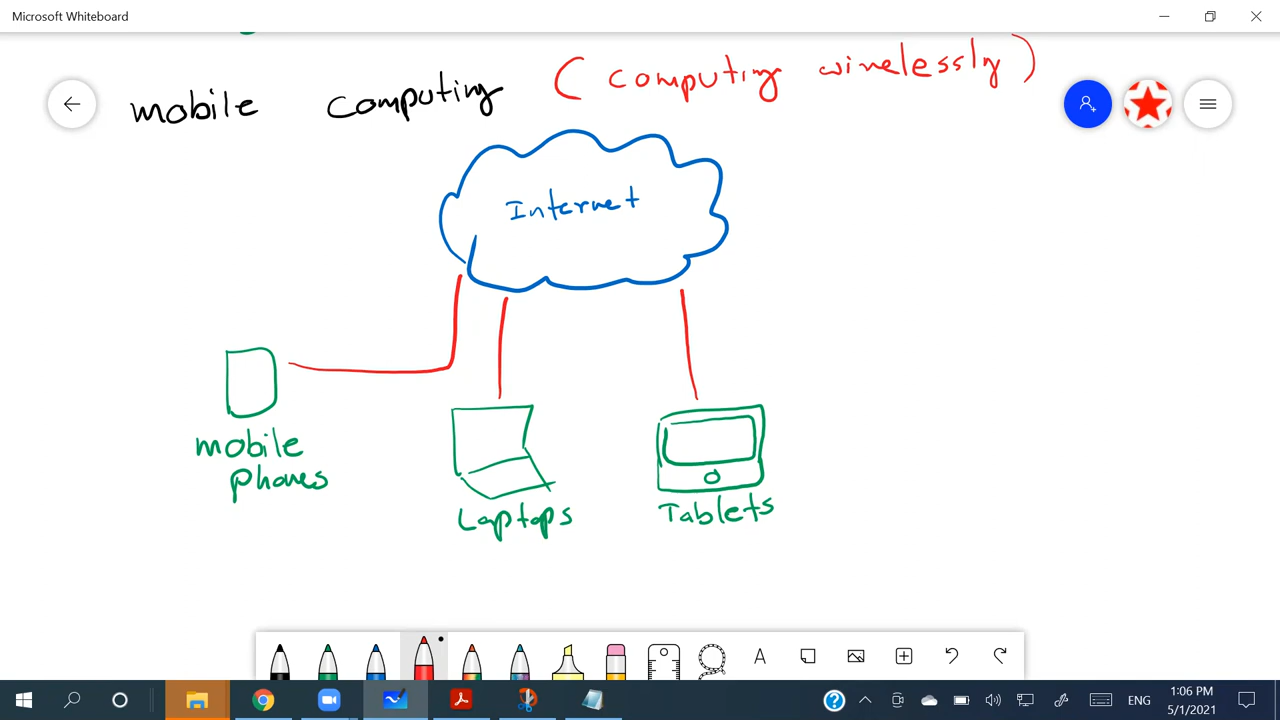 Microsoft Whiteboard
mobile computing (computing wirelessly)
Internet
mobile
phones
Laptops
Tablets
A
ENG
1:06 PM
5/1/2021